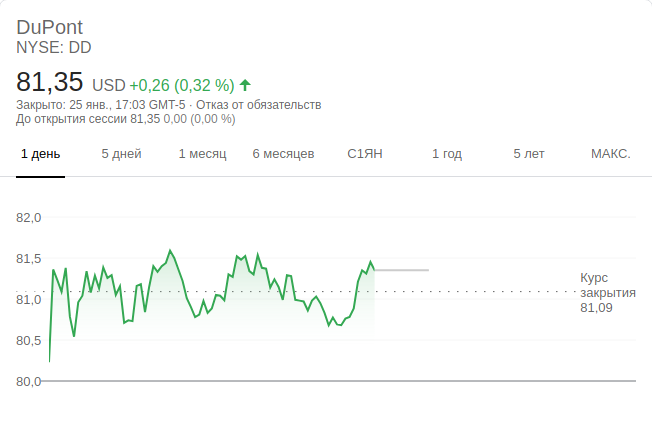 DuPont
NYSE: DD
81,35 USD +0,26 (0,32 %)
Закрыто: 25 янв., 17:03 GMT-5 · Отказ от обязательств
До открытия сессии 81,35 0,00 (0,00 %)
1 день 5 дней 1 месяц 6 месяцев С1ЯН 1 год 5 лет МАКС.
82,0
81,5
81,0
80,5
80,0
Курс
закрытия
81,09